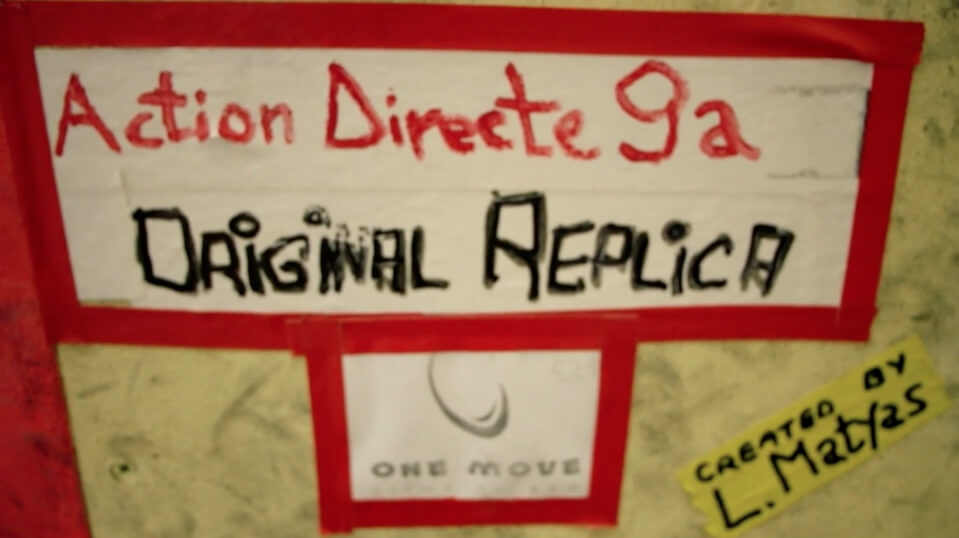 Action Directe 9a
ORiGiNAL REPLiCA
ONE MOVE
CREATED BY
L. Matyas